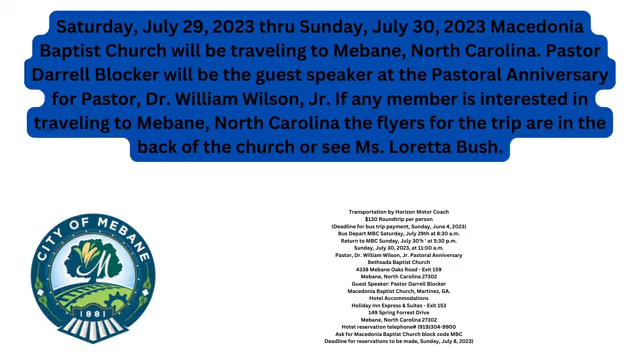 Saturday, July 29, 2023 thru Sunday, July 30, 2023 Macedonia
Baptist Church will be traveling to Mebane, North Carolina. Pastor
Darrell Blocker will be the guest speaker at the Pastoral Anniversary
for Pastor, Dr. William Wilson, Jr. If any member is interested in
traveling to Mebane, North Carolina the flyers for the trip are in the
back of the church or see Ms. Loretta Bush.
CITY OF MEBANE
M
1881
Transportation by Horizon Motor Coach
$130 Roundtrip per person
(Deadline for bus trip payment, Sunday, June 4, 2023)
Bus Depart MBC Saturday, July 29th at 8:30 a.m.
Return to MBC Sunday, July 30'h ' at 5:30 p.m.
Sunday, July 30, 2023, at 11:00 a.m.
Pastor, Dr. William Wilson, Jr. Pastoral Anniversary
Bethsada Baptist Church
4338 Mebane Oaks Road - Exit 159
Mebane, North Carolina 27302
Guest Speaker: Pastor Darrell Blocker
Macedonia Baptist Church, Martinez, GA.
Hotel Accommodations
Holiday Inn Express & Suites - Exit 153
149 Spring Forrest Drive
Mebane, North Carolina 27302
Hotel reservation telephone# (919)304-9900
Ask for Macedonia Baptist Church block code MBC
Deadline for reservations to be made, Sunday, July 8, 2023)